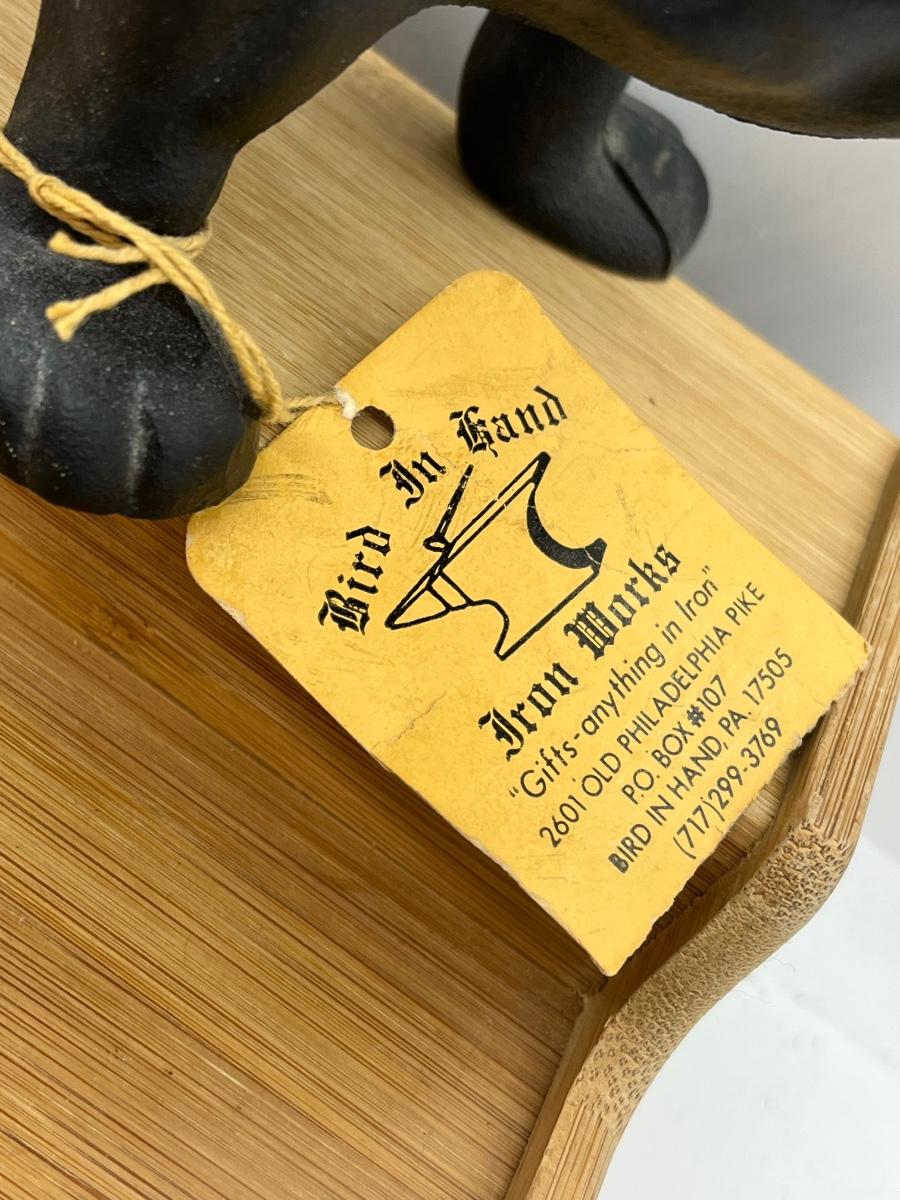 Bird In Hand
Iron Works
"Gifts-anything in Iron"
2601 OLD PHILADELPHIA PIKE
P.O. BOX #107
BIRD IN HAND, PA. 17505
(717)299-3769